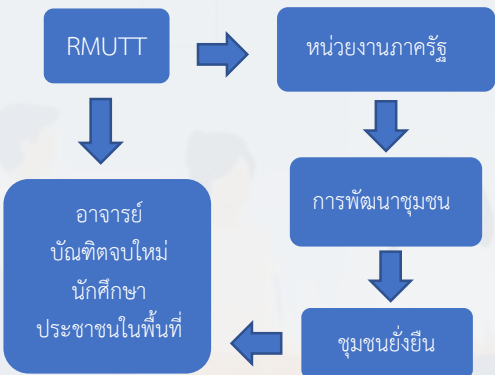 RMUTT
หน่วยงานภาครัฐ
การพัฒนาชุมชน
ชุมชนยั่งยืน
อาจารย์
บัณฑิตจบใหม่
นักศึกษา
ประชาชนในพื้นที่